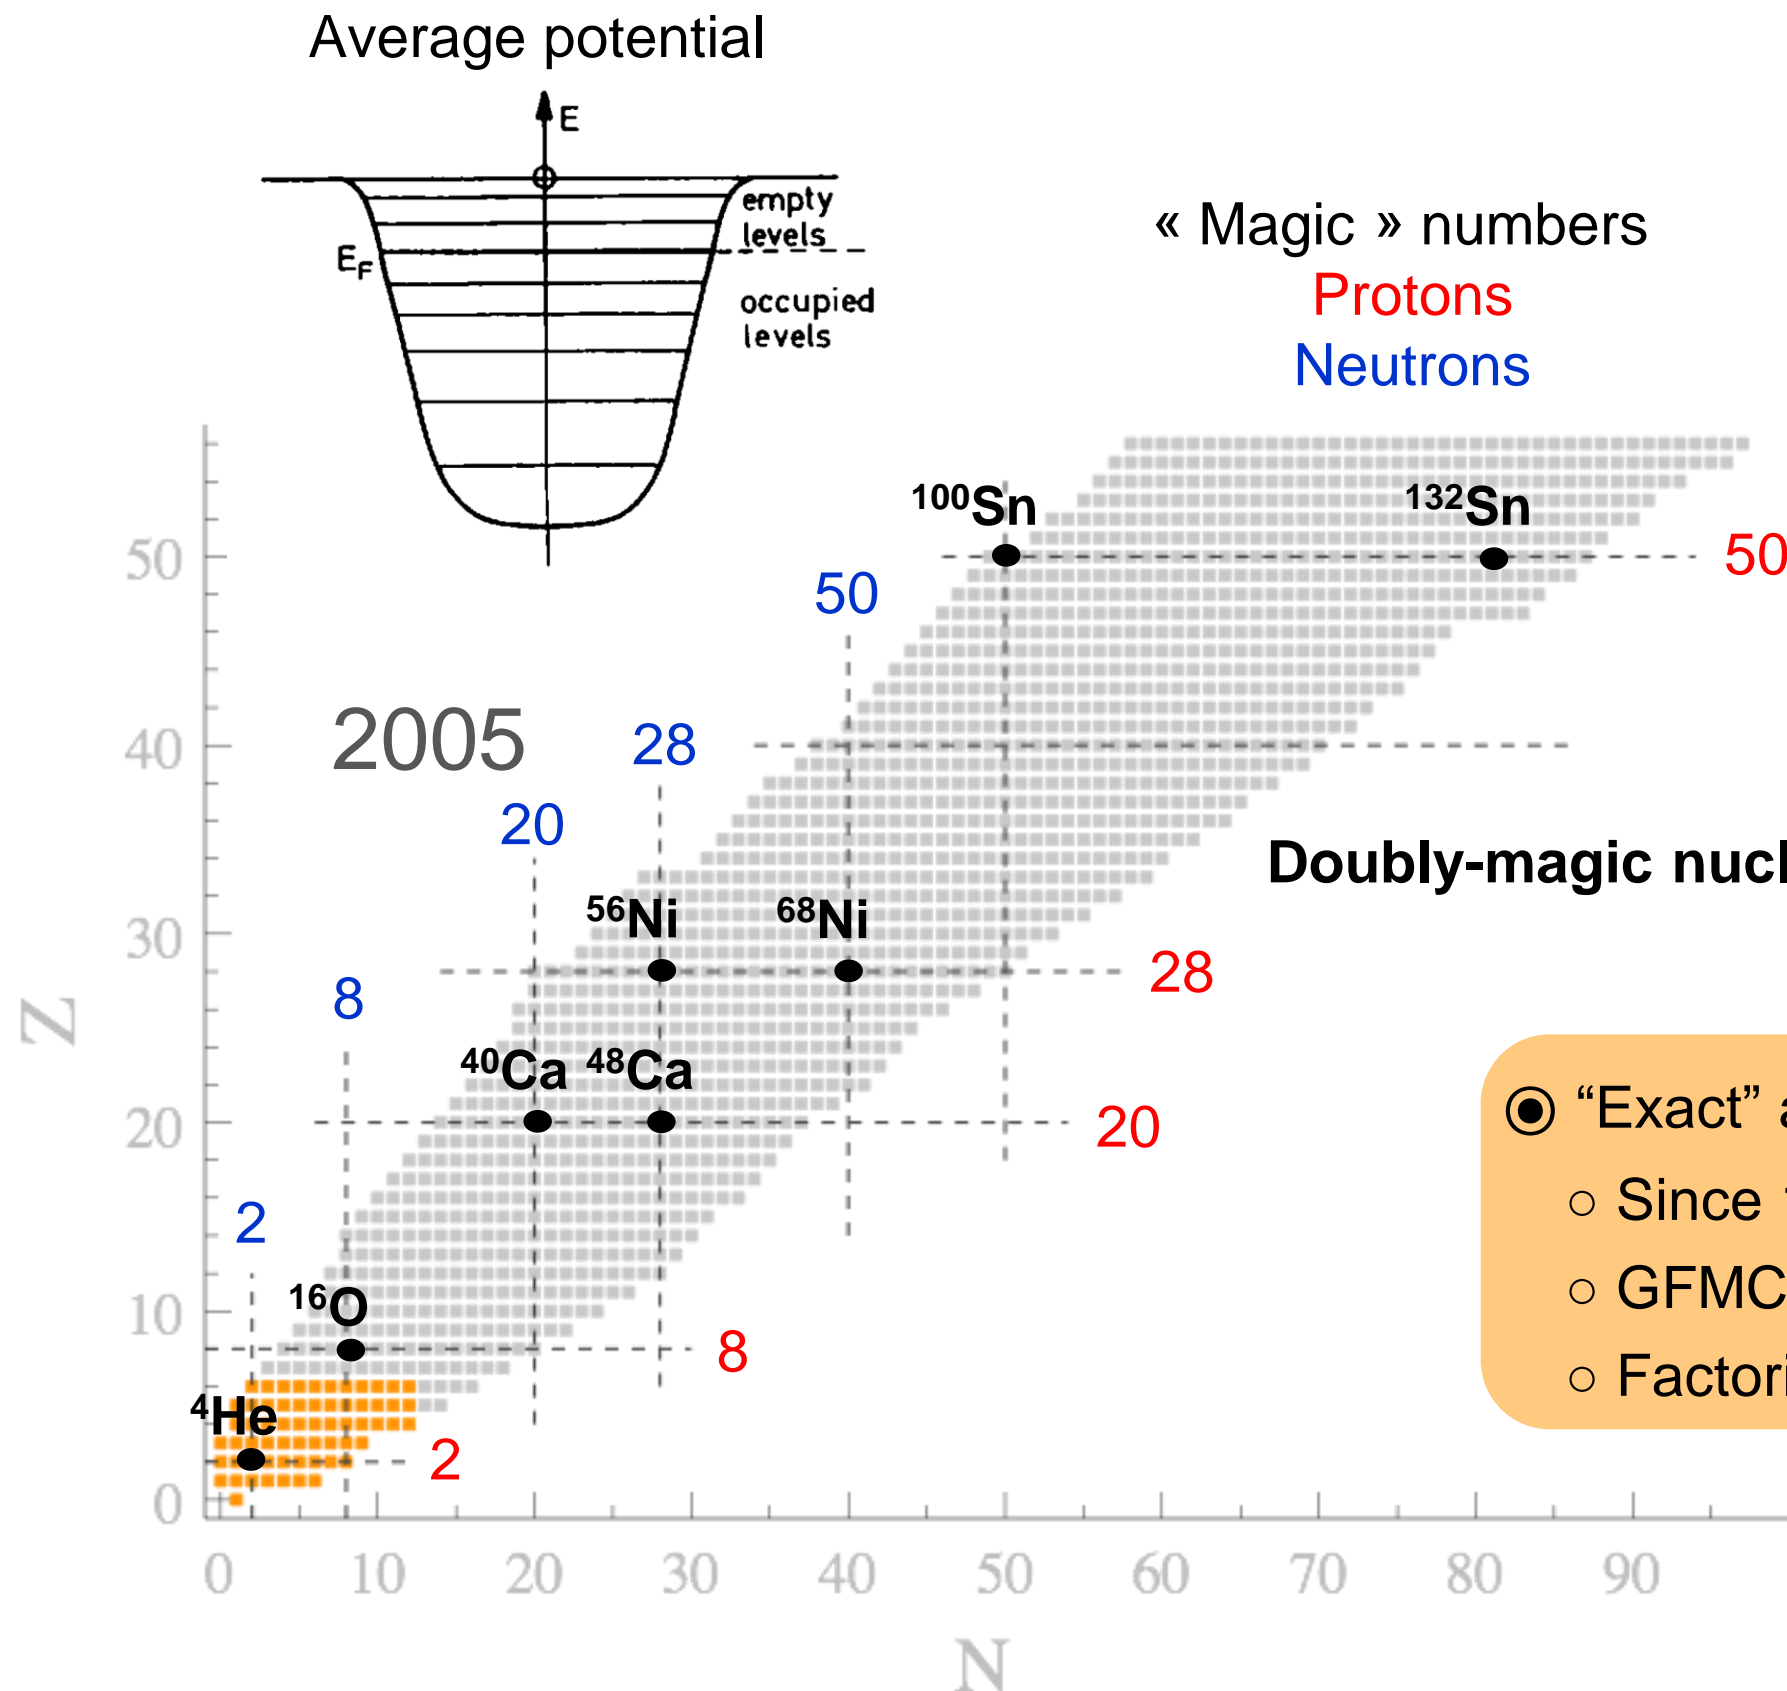 Average potential
E
empty
levels
E_F
occupied
levels
« Magic » numbers
Protons
Neutrons
¹⁰⁰Sn
¹³²Sn
50
50
50
2005
28
40
20
Doubly-magic nucl
⁵⁶Ni
⁶⁸Ni
30
28
8
Z
⁴⁰Ca
⁴⁸Ca
20
20
“Exact” a
Since
GFMC
Factori
2
¹⁶O
10
8
⁴He
2
0
0 10 20 30 40 50 60 70 80 90
N